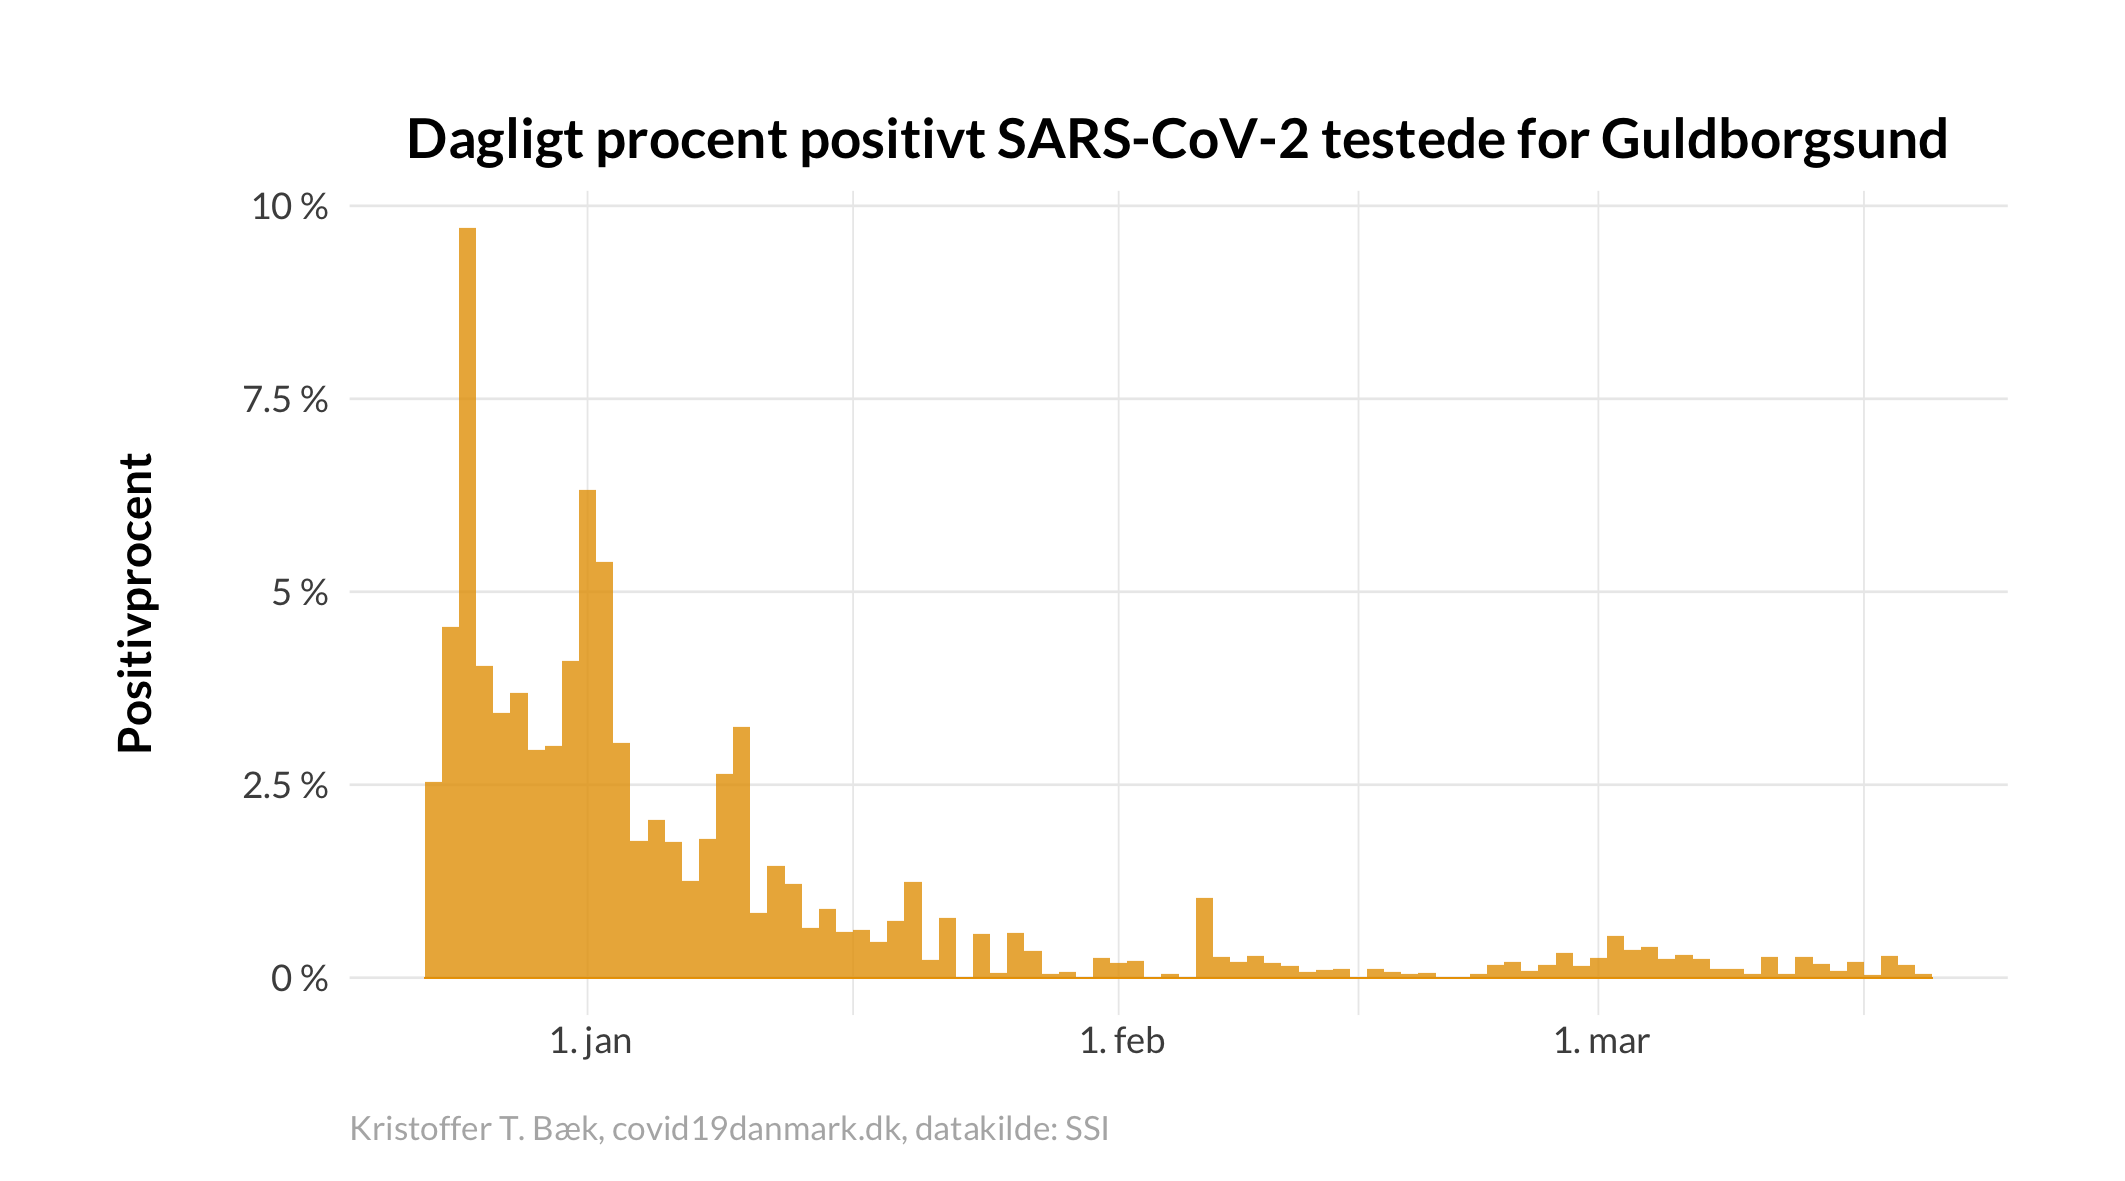 Dagligt procent positivt SARS-CoV-2 testede for Guldborgsund
Positivprocent
10 %
7.5 %
5 %
2.5 %
0 %
1. jan
1. feb
1. mar
Kristoffer T. Bæk, covid19danmark.dk, datakilde: SSI